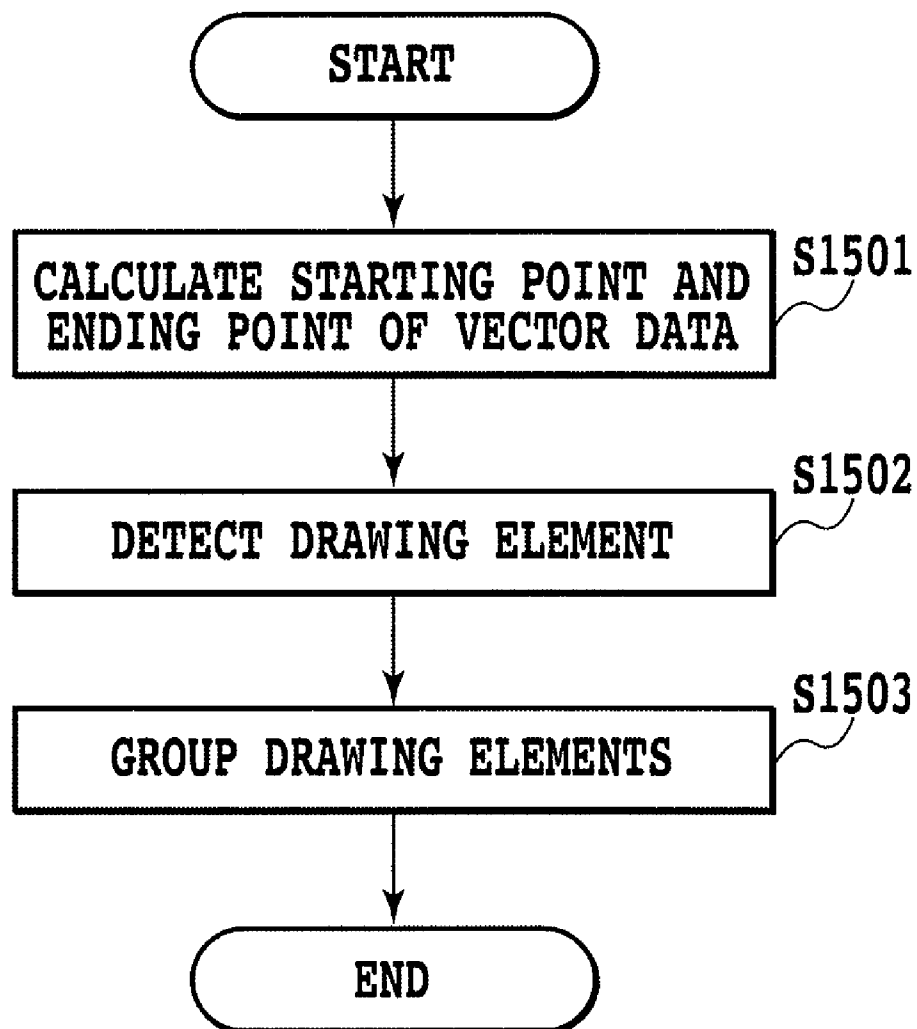 START
S1501
CALCULATE STARTING POINT AND
ENDING POINT OF VECTOR DATA
S1502
DETECT DRAWING ELEMENT
S1503
GROUP DRAWING ELEMENTS
END